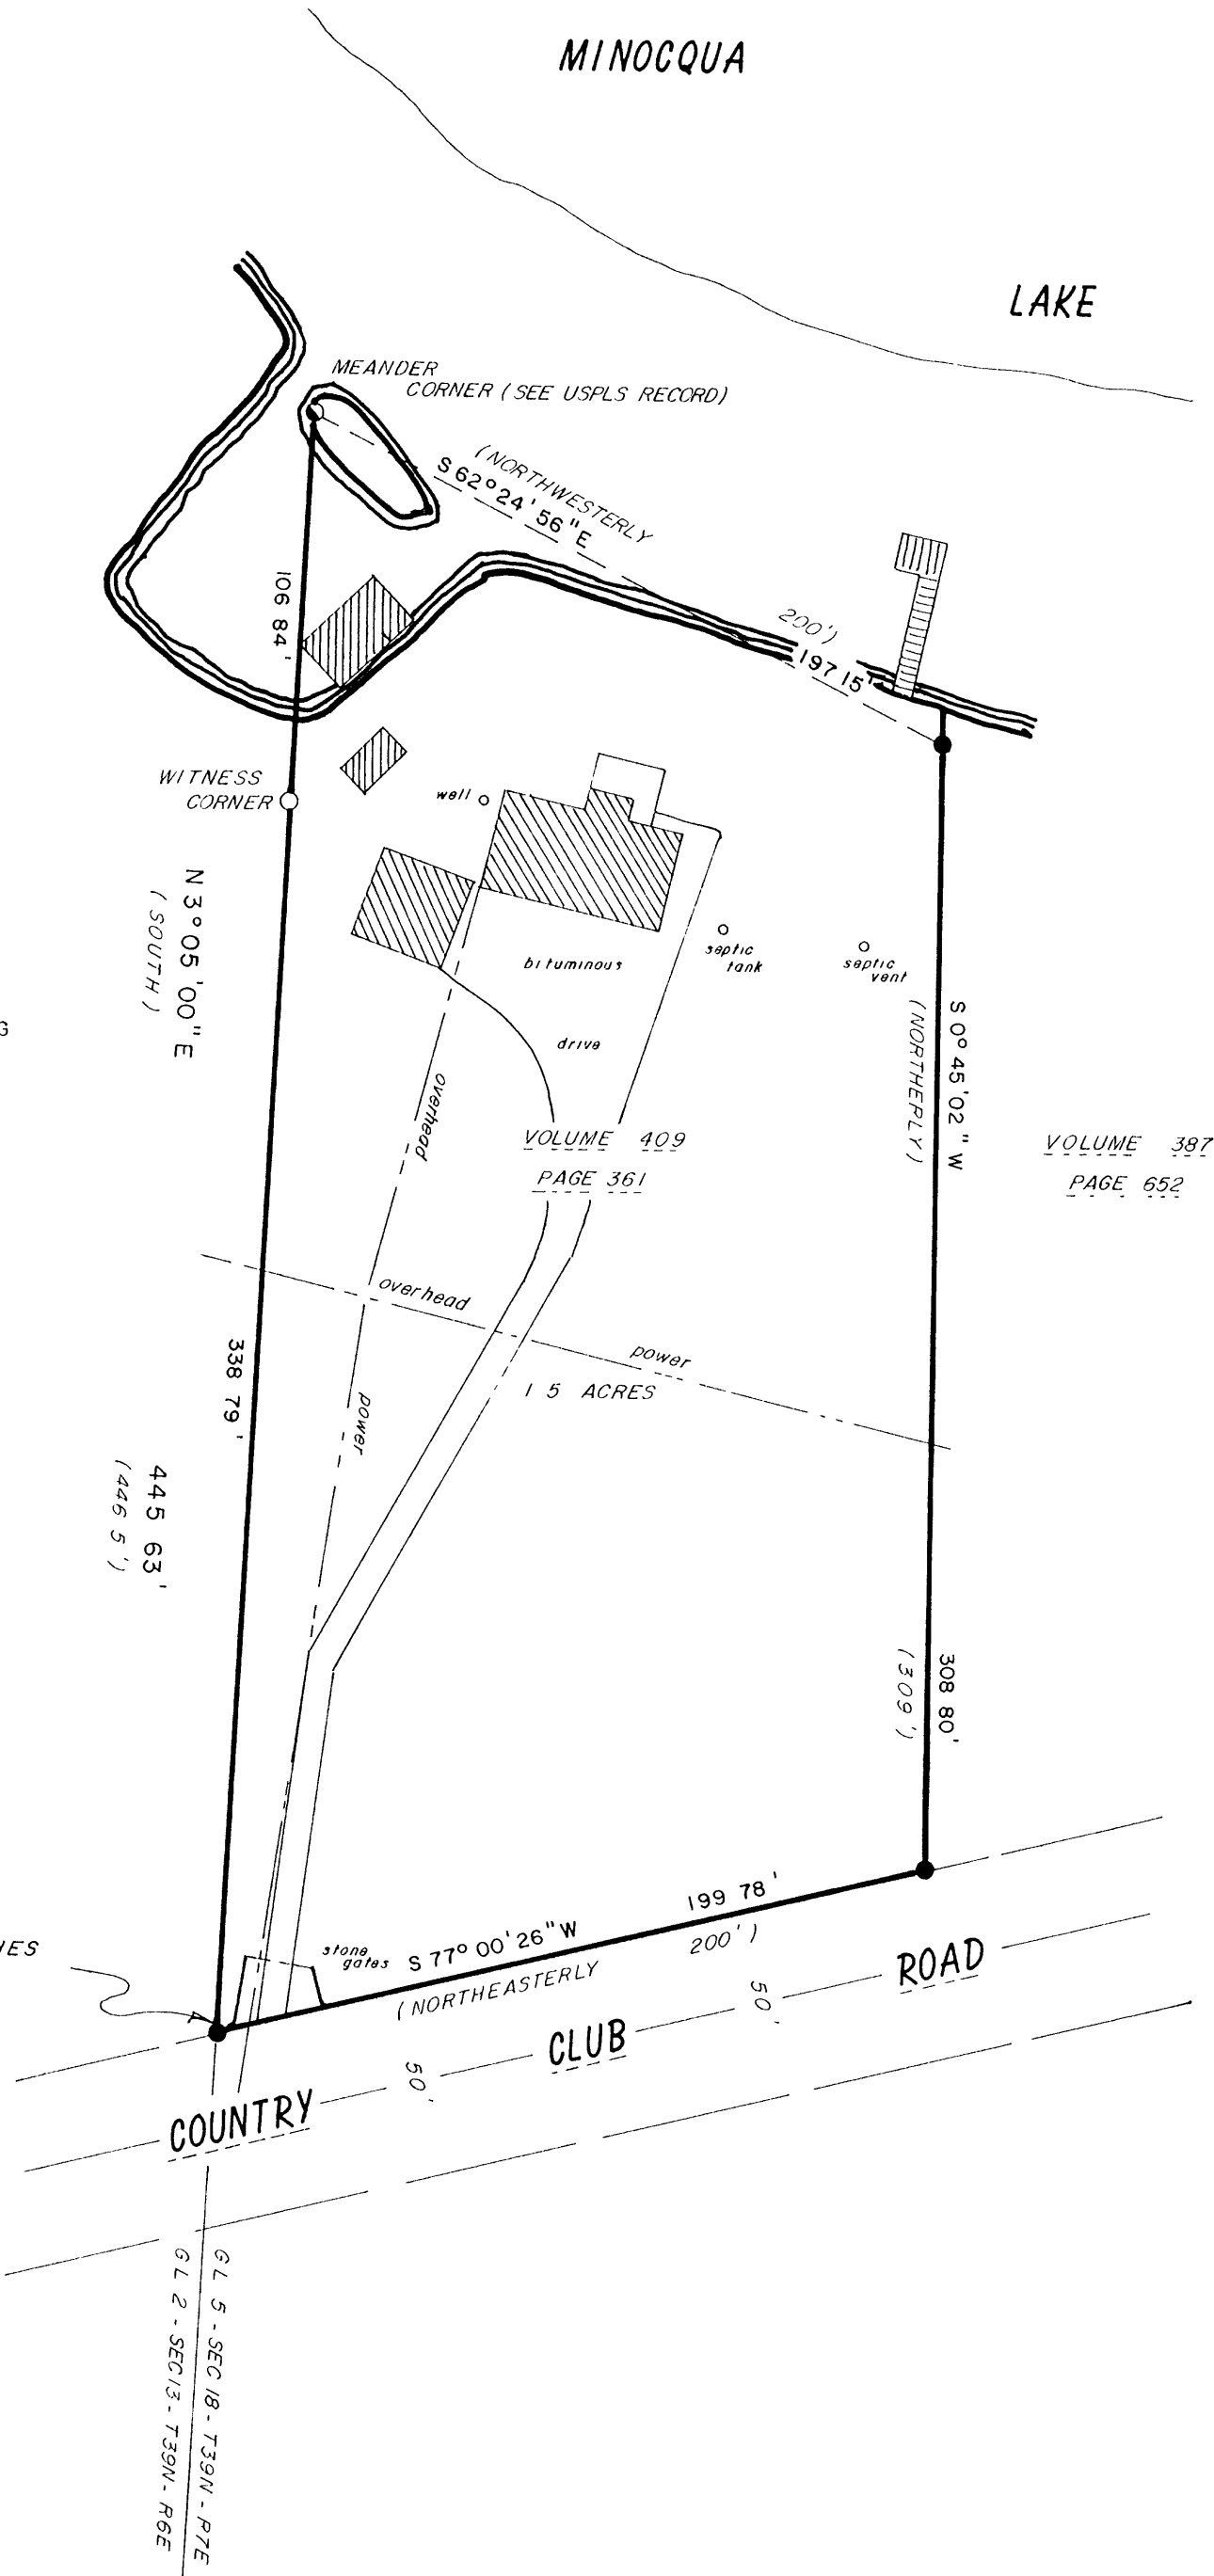 MINOCQUA
LAKE
MEANDER
CORNER (SEE USPLS RECORD)
(NORTHWESTERLY
S 62° 24' 56" E
200')
197 15'
106 84'
WITNESS
CORNER
well
N 3° 05' 00" E
(SOUTH)
bituminous
drive
septic
tank
septic
vent
S 0° 45' 02" W
(NORTHERLY)
G
overhead
VOLUME 409
PAGE 361
VOLUME 387
PAGE 652
overhead
power
1 5 ACRES
power
338 79'
445 63'
(446 5')
308 80'
(309')
199 78'
S 77° 00' 26" W
200')
(NORTHEASTERLY
stone
gates
IES
50'
50'
COUNTRY CLUB ROAD
GL 5 - SEC 18 - T39N - R7E
GL 2 - SEC 13 - T39N - R6E